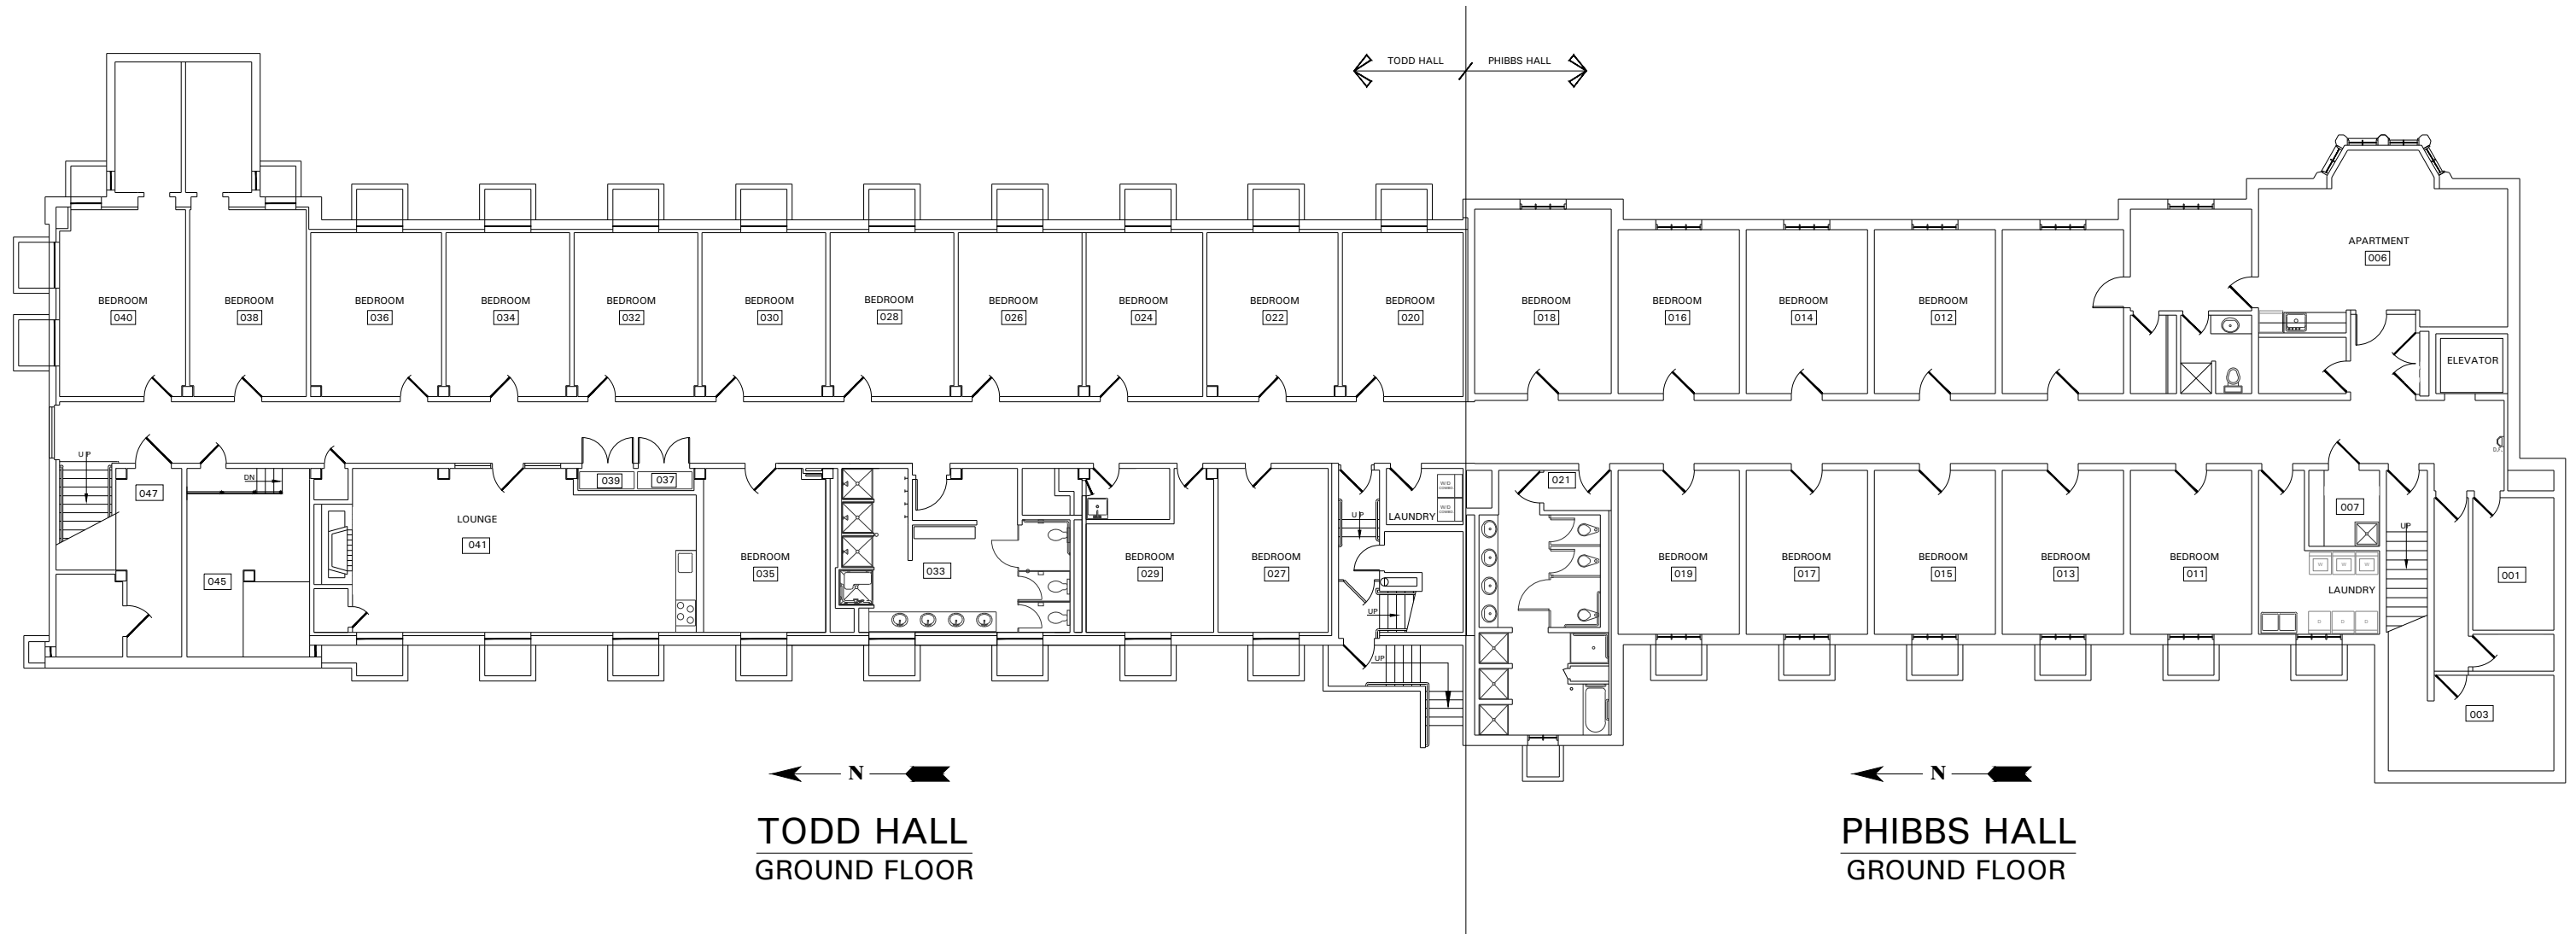 TODD HALL
PHIBBS HALL
APARTMENT
006
BEDROOM
040
BEDROOM
038
BEDROOM
036
BEDROOM
034
BEDROOM
032
BEDROOM
030
BEDROOM
028
BEDROOM
026
BEDROOM
024
BEDROOM
022
BEDROOM
020
BEDROOM
018
BEDROOM
016
BEDROOM
014
BEDROOM
012
ELEVATOR
UP
047
DN
045
LOUNGE
041
039
037
BEDROOM
035
033
BEDROOM
029
BEDROOM
027
UP
LAUNDRY
W/D
W/D
UP
UP
021
BEDROOM
019
BEDROOM
017
BEDROOM
015
BEDROOM
013
BEDROOM
011
007
W
W
W
LAUNDRY
UP
001
003
N
N
TODD HALL
GROUND FLOOR
PHIBBS HALL
GROUND FLOOR